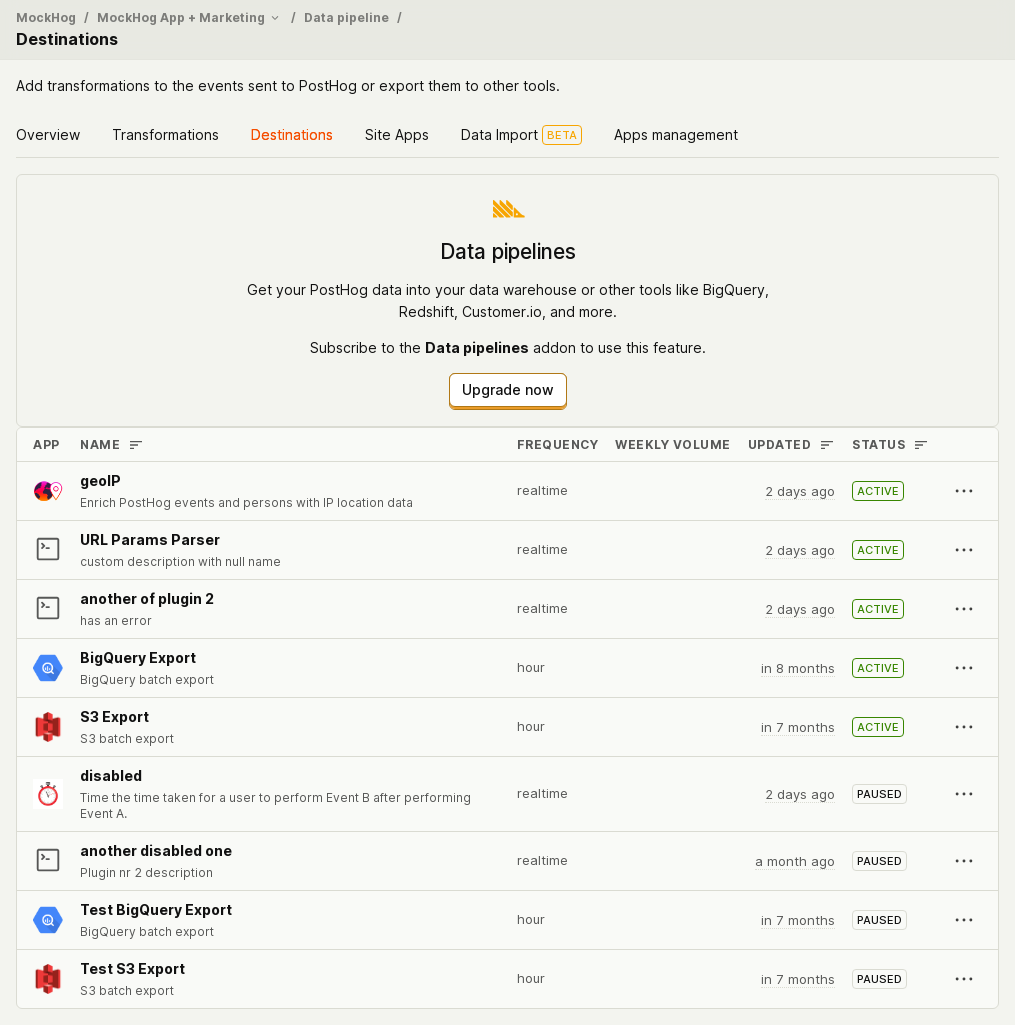 MockHog / MockHog App + Marketing / Data pipeline /
Destinations
Add transformations to the events sent to PostHog or export them to other tools.
Overview Transformations Destinations Site Apps Data Import BETA Apps management
Data pipelines
Get your PostHog data into your data warehouse or other tools like BigQuery,
Redshift, Customer.io, and more.
Subscribe to the Data pipelines addon to use this feature.
Upgrade now
APP NAME FREQUENCY WEEKLY VOLUME UPDATED STATUS
geoIP
Enrich PostHog events and persons with IP location data
realtime 2 days ago ACTIVE
URL Params Parser
custom description with null name
realtime 2 days ago ACTIVE
another of plugin 2
has an error
realtime 2 days ago ACTIVE
BigQuery Export
BigQuery batch export
hour in 8 months ACTIVE
S3 Export
S3 batch export
hour in 7 months ACTIVE
disabled
Time the time taken for a user to perform Event B after performing
Event A.
realtime 2 days ago PAUSED
another disabled one
Plugin nr 2 description
realtime a month ago PAUSED
Test BigQuery Export
BigQuery batch export
hour in 7 months PAUSED
Test S3 Export
S3 batch export
hour in 7 months PAUSED